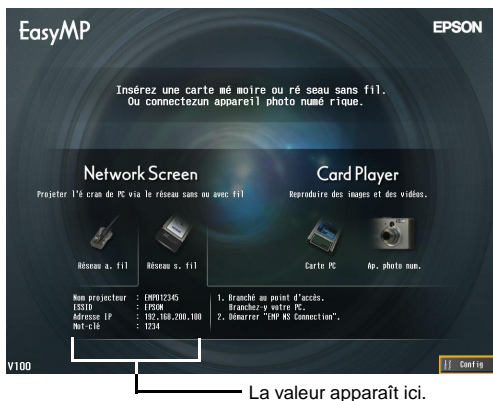 EasyMP
EPSON
Insérez une carte mé moire ou ré seau sans fil.
Ou connectezun appareil photo numé rique.
Network Screen
Projeter l'é cran de PC via le réseau sans ou avec fil
Card Player
Reproduire des images et des vidéos.
Réseau a. fil
Réseau s. fil
Carte PC
Ap. photo num.
Nom projecteur : EMP012345
ESSID : EPSON
Adresse IP : 192.168.200.100
Mot-clé : 1234
1. Branché au point d'accés.
Branchez-y votre PC.
2. Démarrer "EMP NS Connection".
V100
Config
La valeur apparaît ici.